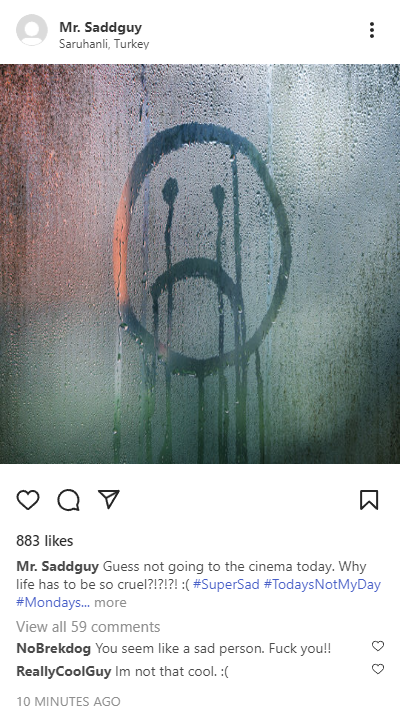 Mr. Saddguy
Saruhanli, Turkey
883 likes
Mr. Saddguy Guess not going to the cinema today. Why
life has to be so cruel?!?!?! :( #SuperSad #TodaysNotMyDay
#Mondays... more
View all 59 comments
NoBrekdog You seem like a sad person. Fuck you!!
ReallyCoolGuy Im not that cool. :(
10 MINUTES AGO